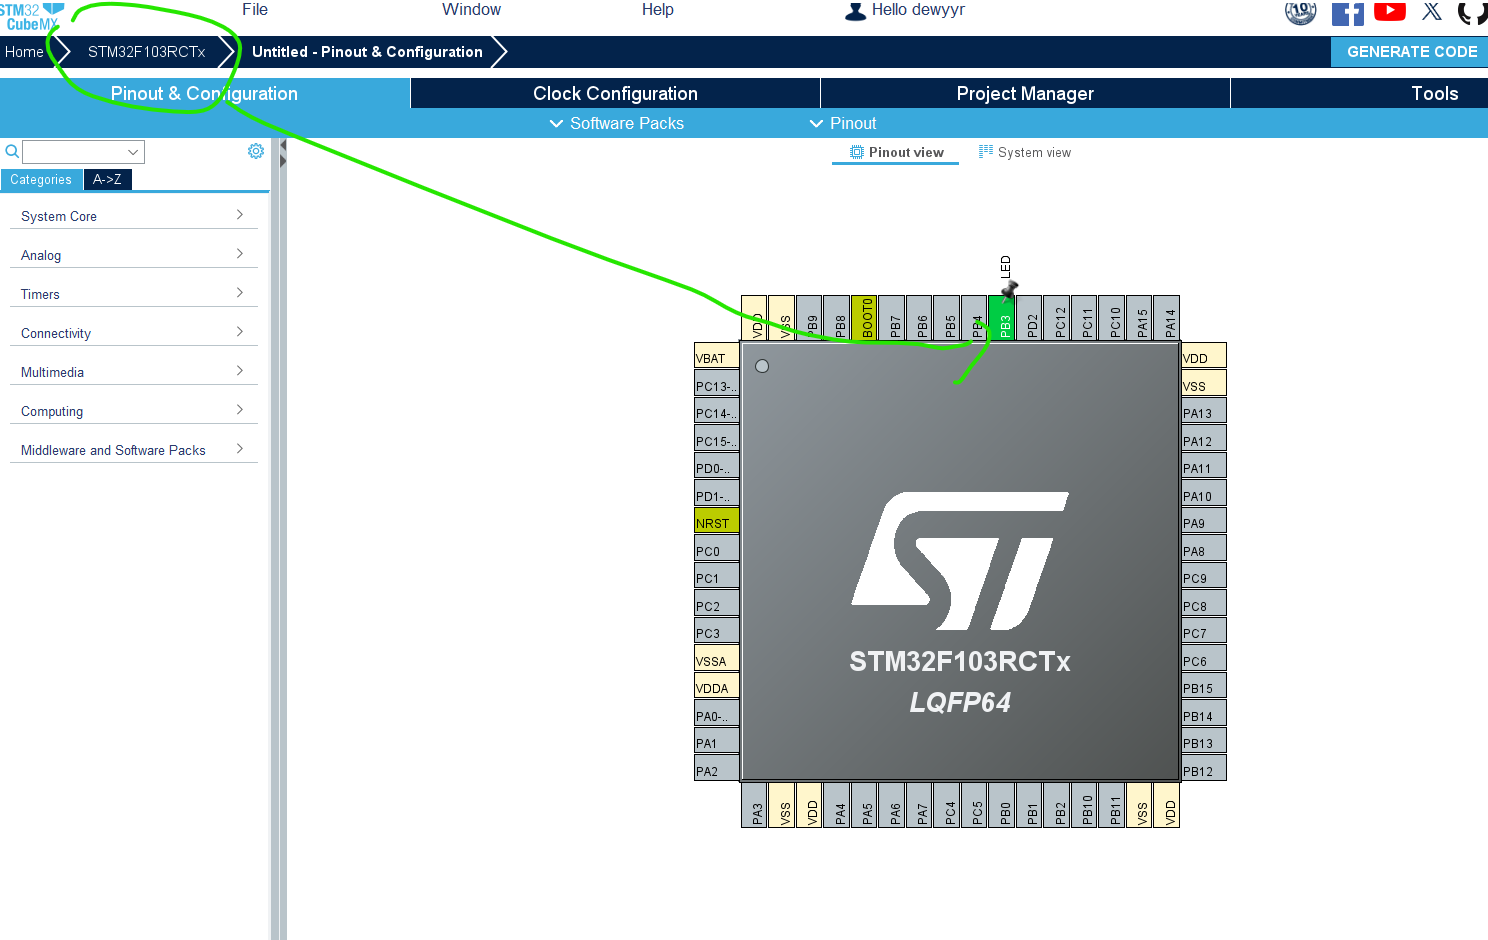 STM32
CubeMX
File Window Help Hello dewyyr
Home STM32F103RCTx Untitled - Pinout & Configuration GENERATE CODE
Pinout & Configuration Clock Configuration Project Manager Tools
Software Packs Pinout
Pinout view System view
Categories A->Z
System Core
Analog
Timers
Connectivity
Multimedia
Computing
Middleware and Software Packs
LED
VDD VSS PB9 PB8 BOOT0 PB7 PB6 PB5 PB4 PB3 PD2 PC12 PC11 PC10 PA15 PA14
VBAT
PC13-..
PC14-..
PC15-..
PD0-..
PD1-..
NRST
PC0
PC1
PC2
PC3
VSSA
VDDA
PA0-..
PA1
PA2
STM32F103RCTx
LQFP64
VDD
VSS
PA13
PA12
PA11
PA10
PA9
PA8
PC9
PC8
PC7
PC6
PB15
PB14
PB13
PB12
PA3 VSS VDD PA4 PA5 PA6 PA7 PC4 PC5 PB0 PB1 PB2 PB10 PB11 VSS VDD